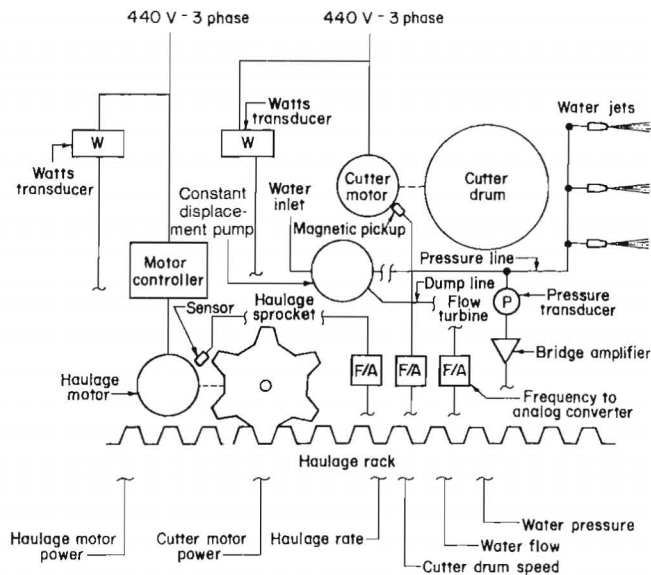 440 V - 3 phase
440 V - 3 phase
Watts
transducer
Water jets
W
W
Watts
transducer
Cutter
motor
Cutter
drum
Constant
displace-
ment pump
Water
inlet
Magnetic pickup
Pressure line
Motor
controller
Dump line
Sensor
Haulage
sprocket
Flow
turbine
P
Pressure
transducer
Bridge amplifier
Haulage
motor
F/A
F/A
F/A
Frequency to
analog converter
Haulage rack
Haulage motor
power
Cutter motor
power
Haulage rate
Water pressure
Water flow
Cutter drum speed